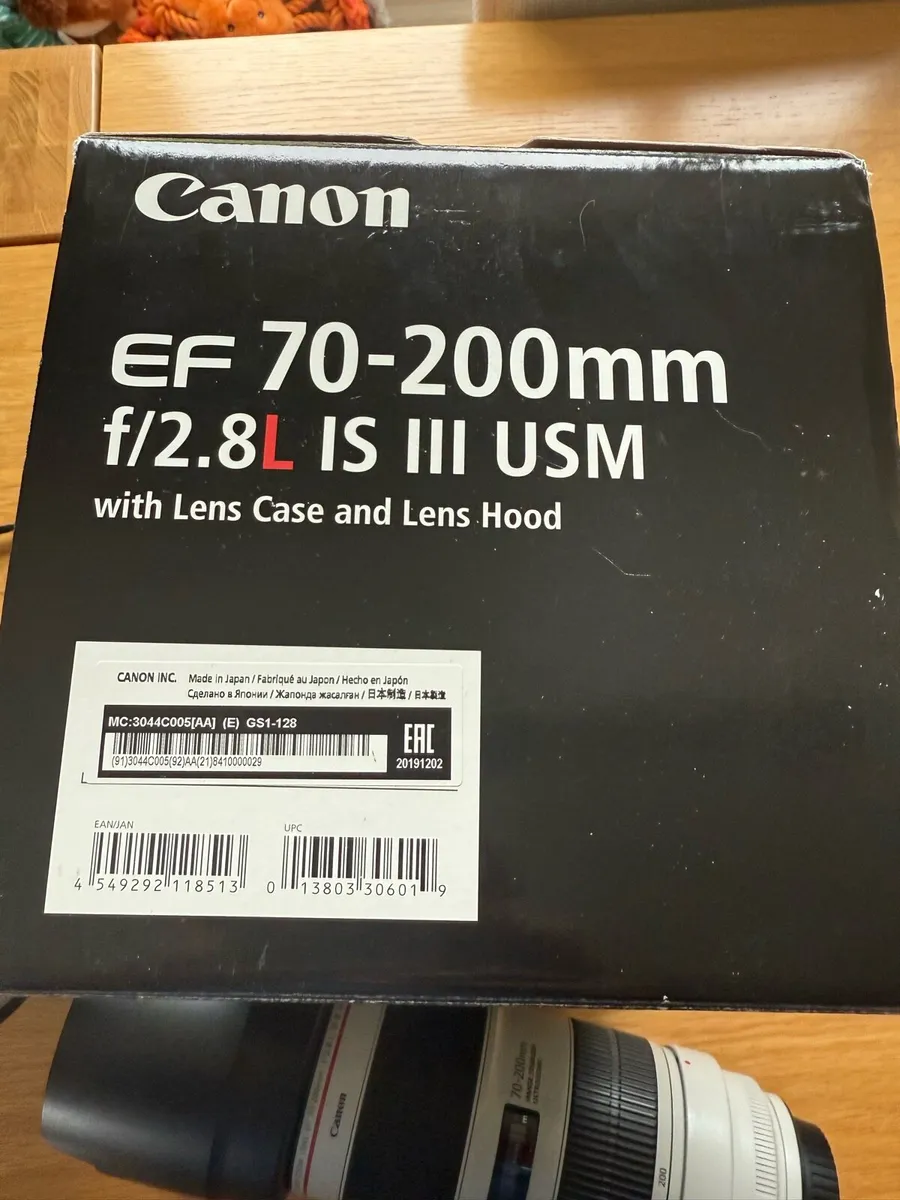 Canon
EF 70-200mm
f/2.8L IS III USM
with Lens Case and Lens Hood
CANON INC. Made in Japan / Fabriqué au Japon / Hecho en Japón
Сделано в Японии / Жапонда жасалған / 日本制造 / 日本製造
MC:3044C005[AA] (E) GS1-128
(91)3044C005(92)AA(21)8410000029
EAC
20191202
L
EAN/JAN
4 549292 118513
UPC
0 13803 30601 9
Canon
70-200mm
200